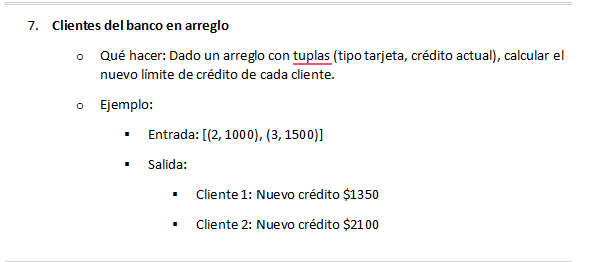 7. Clientes del banco en arreglo
o Qué hacer: Dado un arreglo con tuplas (tipo tarjeta, crédito actual), calcular el
nuevo límite de crédito de cada cliente.
o Ejemplo:
▪ Entrada: [(2, 1000), (3, 1500)]
▪ Salida:
▪ Cliente 1: Nuevo crédito $1350
▪ Cliente 2: Nuevo crédito $2100